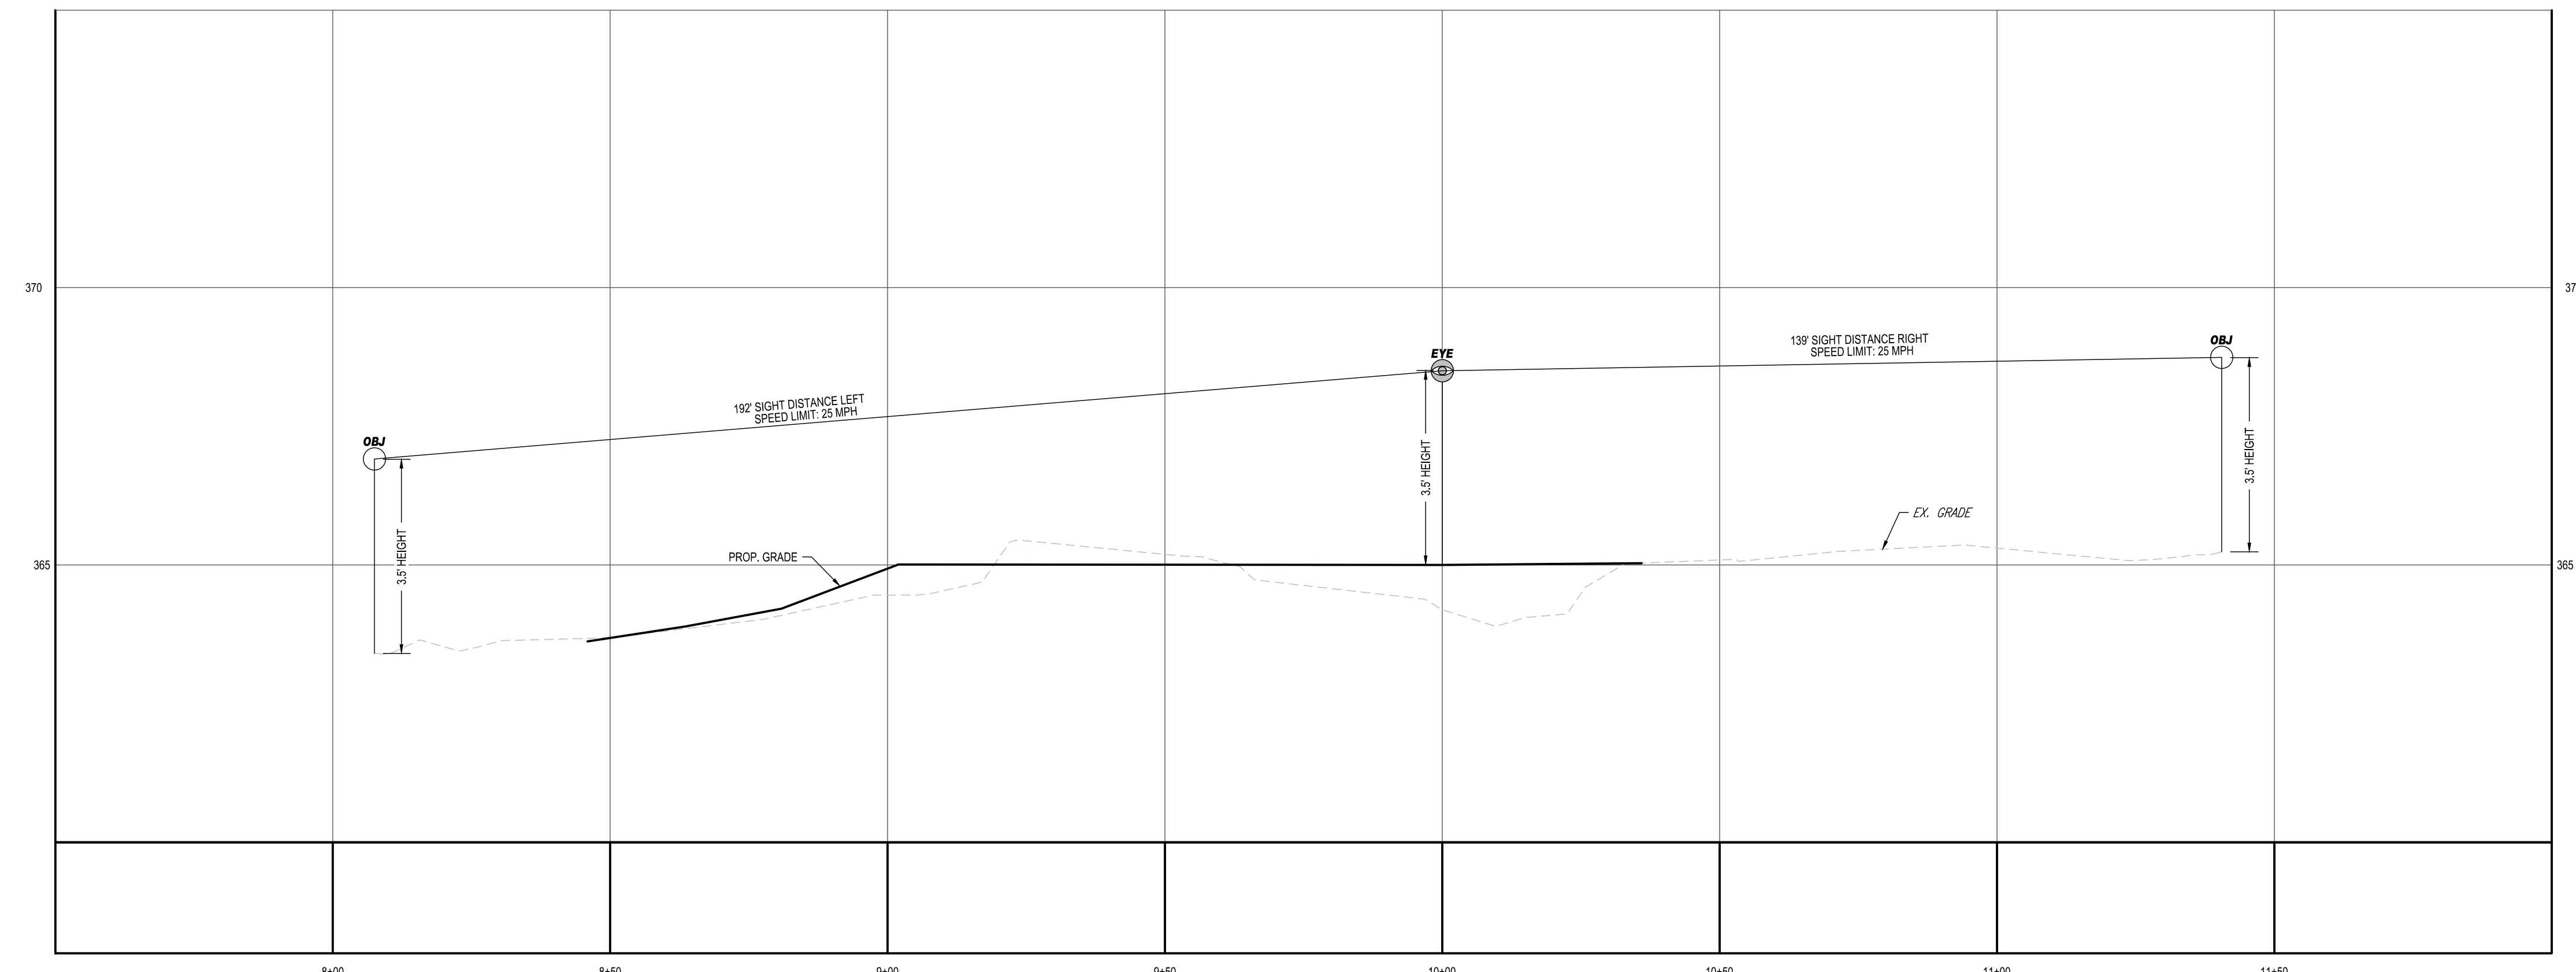 370
37
139' SIGHT DISTANCE RIGHT
SPEED LIMIT: 25 MPH
OBJ
EYE
192' SIGHT DISTANCE LEFT
SPEED LIMIT: 25 MPH
OBJ
3.5' HEIGHT
3.5' HEIGHT
3.5' HEIGHT
EX. GRADE
PROP. GRADE
365
365
8+00
8+50
9+00
9+50
10+00
10+50
11+00
11+50